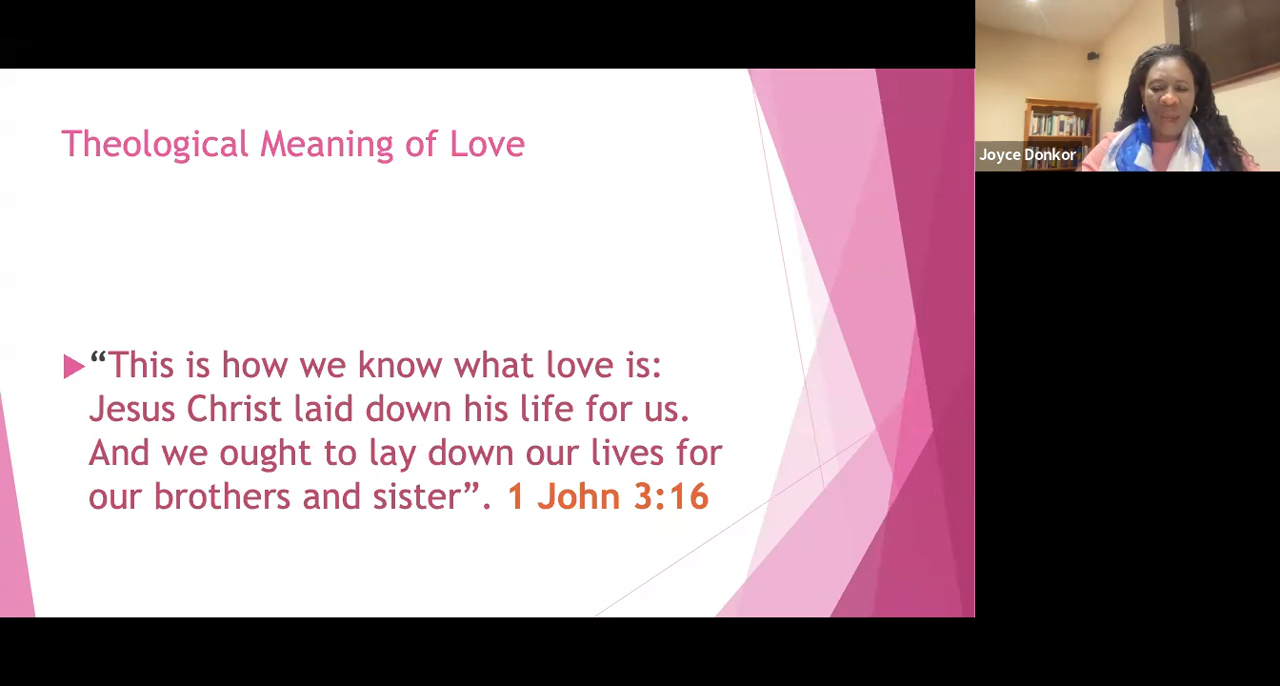 Theological Meaning of Love
“This is how we know what love is:
Jesus Christ laid down his life for us.
And we ought to lay down our lives for
our brothers and sister”. 1 John 3:16
Joyce Donkor